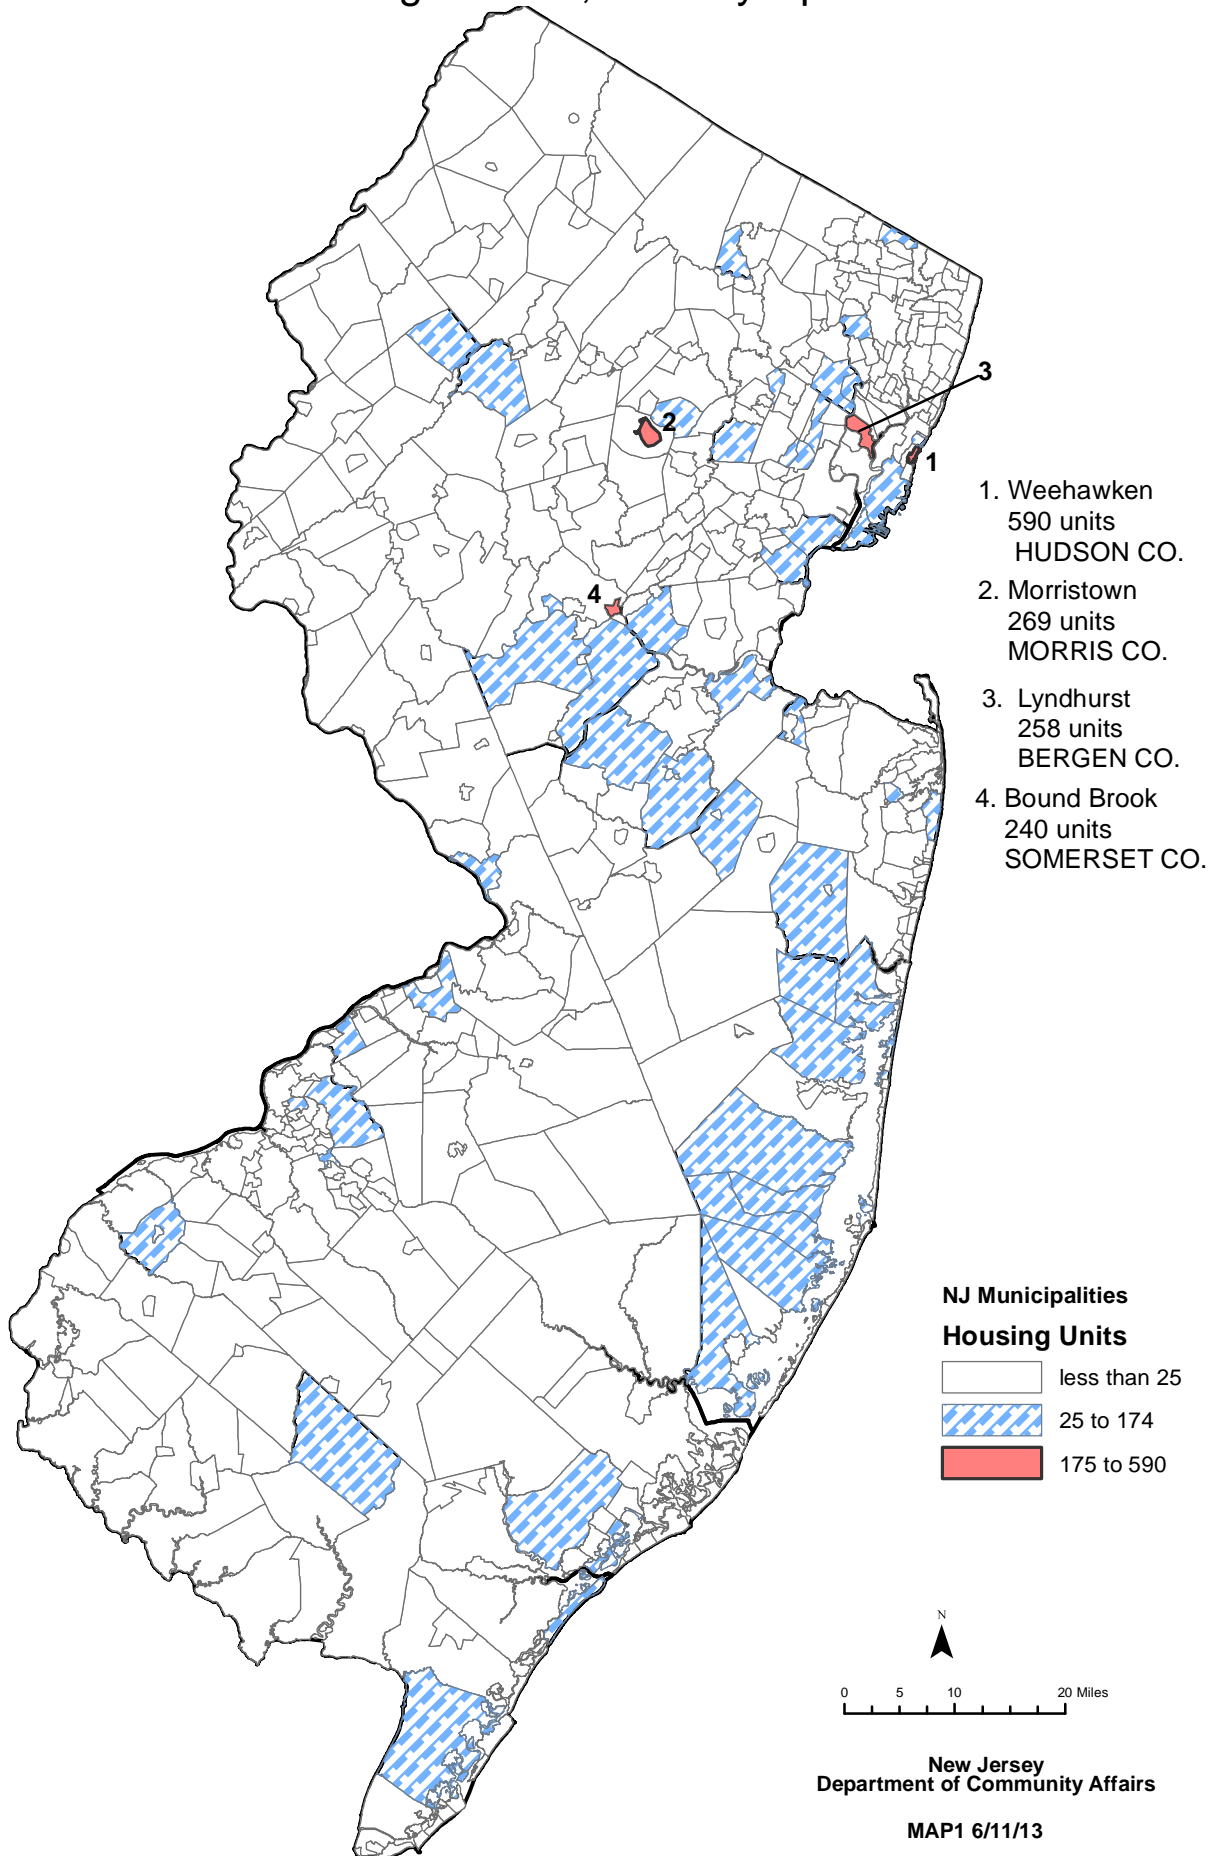 3
2
1
4
1. Weehawken
590 units
HUDSON CO.
2. Morristown
269 units
MORRIS CO.
3. Lyndhurst
258 units
BERGEN CO.
4. Bound Brook
240 units
SOMERSET CO.
NJ Municipalities
Housing Units
less than 25
25 to 174
175 to 590
N
0 5 10 20 Miles
New Jersey
Department of Community Affairs
MAP1 6/11/13